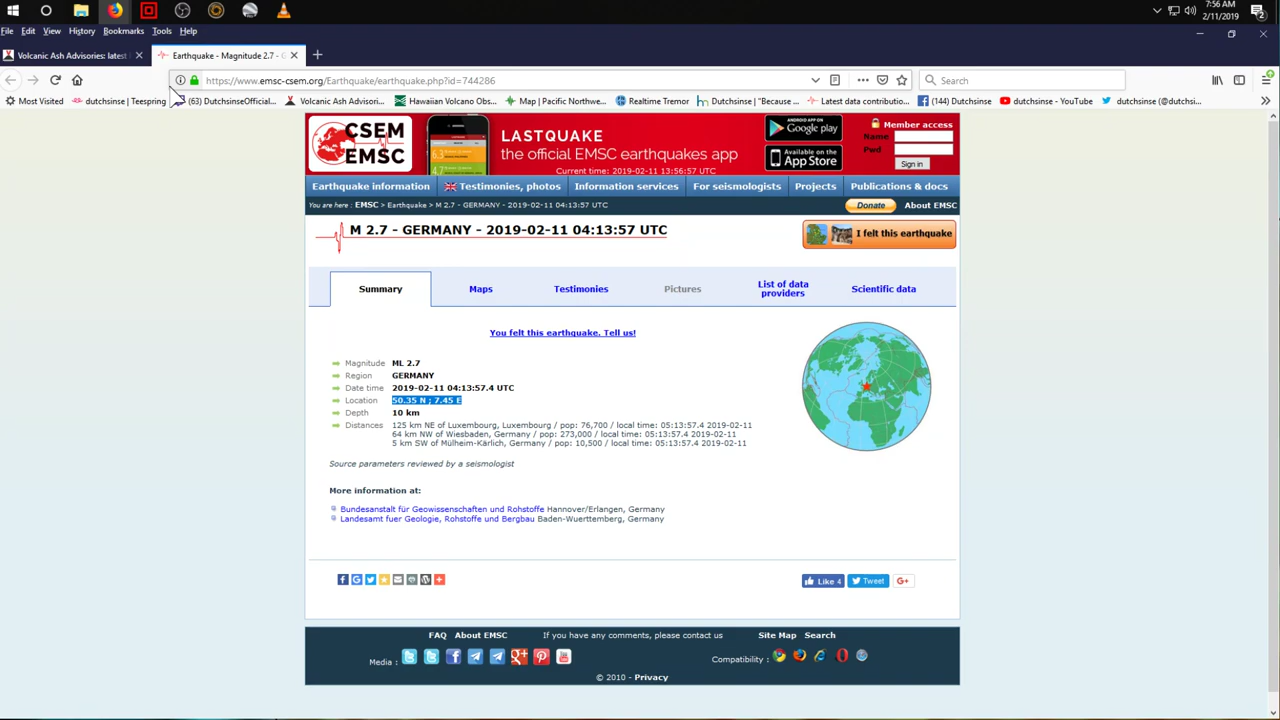 7:56 AM
2/11/2019
File Edit View History Bookmarks Tools Help
Volcanic Ash Advisories: latest
Earthquake - Magnitude 2.7 - G
https://www.emsc-csem.org/Earthquake/earthquake.php?id=744286
Search
Most Visited dutchsinse | Teespring (63) DutchsinseOfficial... Volcanic Ash Advisori... Hawaiian Volcano Obs... Map | Pacific Northwe... Realtime Tremor Dutchsinse | "Because ... Latest data contributio... (144) Dutchsinse dutchsinse - YouTube dutchsinse (@dutchsi...
CSEM
EMSC
LASTQUAKE
the official EMSC earthquakes app
Current time: 2019-02-11 13:56:57 UTC
ANDROID APP ON
Google play
Available on the
App Store
Member access
Name
Pwd
Sign in
Earthquake information Testimonies, photos Information services For seismologists Projects Publications & docs
You are here : EMSC > Earthquake > M 2.7 - GERMANY - 2019-02-11 04:13:57 UTC
Donate About EMSC
M 2.7 - GERMANY - 2019-02-11 04:13:57 UTC
I felt this earthquake
Summary Maps Testimonies Pictures List of data
providers Scientific data
You felt this earthquake. Tell us!
Magnitude ML 2.7
Region GERMANY
Date time 2019-02-11 04:13:57.4 UTC
Location 50.35 N ; 7.45 E
Depth 10 km
Distances 125 km NE of Luxembourg, Luxembourg / pop: 76,700 / local time: 05:13:57.4 2019-02-11
64 km NW of Wiesbaden, Germany / pop: 273,000 / local time: 05:13:57.4 2019-02-11
5 km SW of Mülheim-Kärlich, Germany / pop: 10,500 / local time: 05:13:57.4 2019-02-11
Source parameters reviewed by a seismologist
More information at:
Bundesanstalt für Geowissenschaften und Rohstoffe Hannover/Erlangen, Germany
Landesamt fuer Geologie, Rohstoffe und Bergbau Baden-Wuerttemberg, Germany
Like 4 Tweet G+
FAQ About EMSC If you have any comments, please contact us Site Map Search
Media : Compatibility :
© 2010 - Privacy